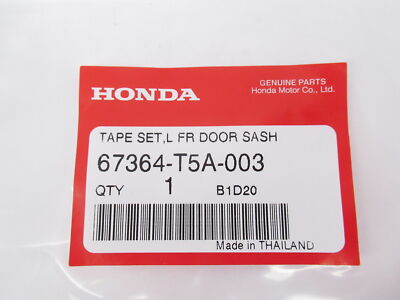 GENUINE PARTS
HONDA Honda Motor Co., Ltd.
TAPE SET,L FR DOOR SASH
67364-T5A-003
QTY 1 B1D20
Made in THAILAND